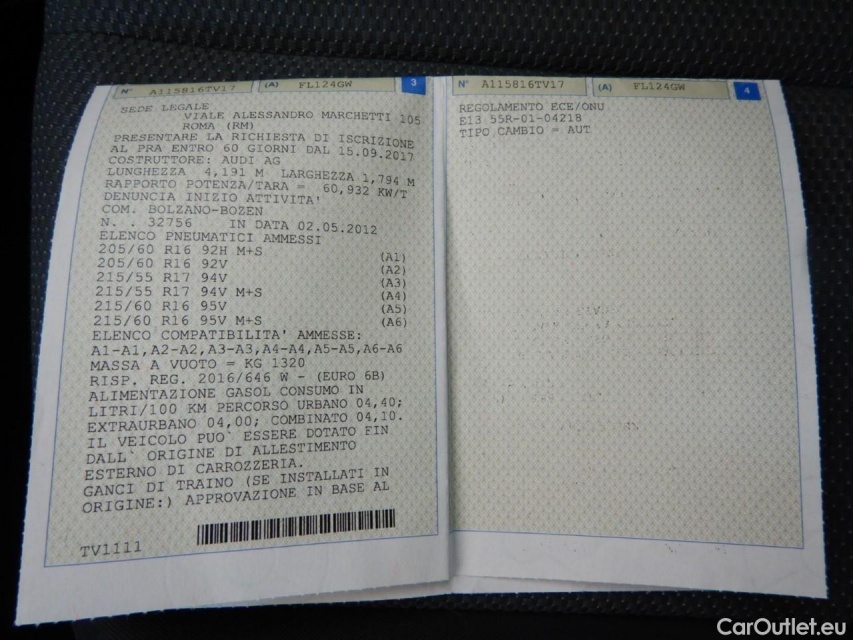 N° A115816TV17 (A) FL124GW 3
SEDE LEGALE
VIALE ALESSANDRO MARCHETTI 105
ROMA (RM)
PRESENTARE LA RICHIESTA DI ISCRIZIONE
AL PRA ENTRO 60 GIORNI DAL 15.09.2017
COSTRUTTORE: AUDI AG
LUNGHEZZA 4,191 M LARGHEZZA 1,794 M
RAPPORTO POTENZA/TARA = 60,932 KW/T
DENUNCIA INIZIO ATTIVITA'
COM. BOLZANO-BOZEN
N. . 32756 IN DATA 02.05.2012
ELENCO PNEUMATICI AMMESSI
205/60 R16 92H M+S (A1)
205/60 R16 92V (A2)
215/55 R17 94V (A3)
215/55 R17 94V M+S (A4)
215/60 R16 95V (A5)
215/60 R16 95V M+S (A6)
ELENCO COMPATIBILITA' AMMESSE:
A1-A1,A2-A2,A3-A3,A4-A4,A5-A5,A6-A6
MASSA A VUOTO = KG 1320
RISP. REG. 2016/646 W - (EURO 6B)
ALIMENTAZIONE GASOL CONSUMO IN
LITRI/100 KM PERCORSO URBANO 04,40;
EXTRAURBANO 04,00; COMBINATO 04,10.
IL VEICOLO PUO` ESSERE DOTATO FIN
DALL` ORIGINE DI ALLESTIMENTO
ESTERNO DI CARROZZERIA.
GANCI DI TRAINO (SE INSTALLATI IN
ORIGINE:) APPROVAZIONE IN BASE AL
TV1111
N° A115816TV17 (A) FL124GW 4
REGOLAMENTO ECE/ONU
E13 55R-01-04218
TIPO CAMBIO = AUT
CarOutlet.eu